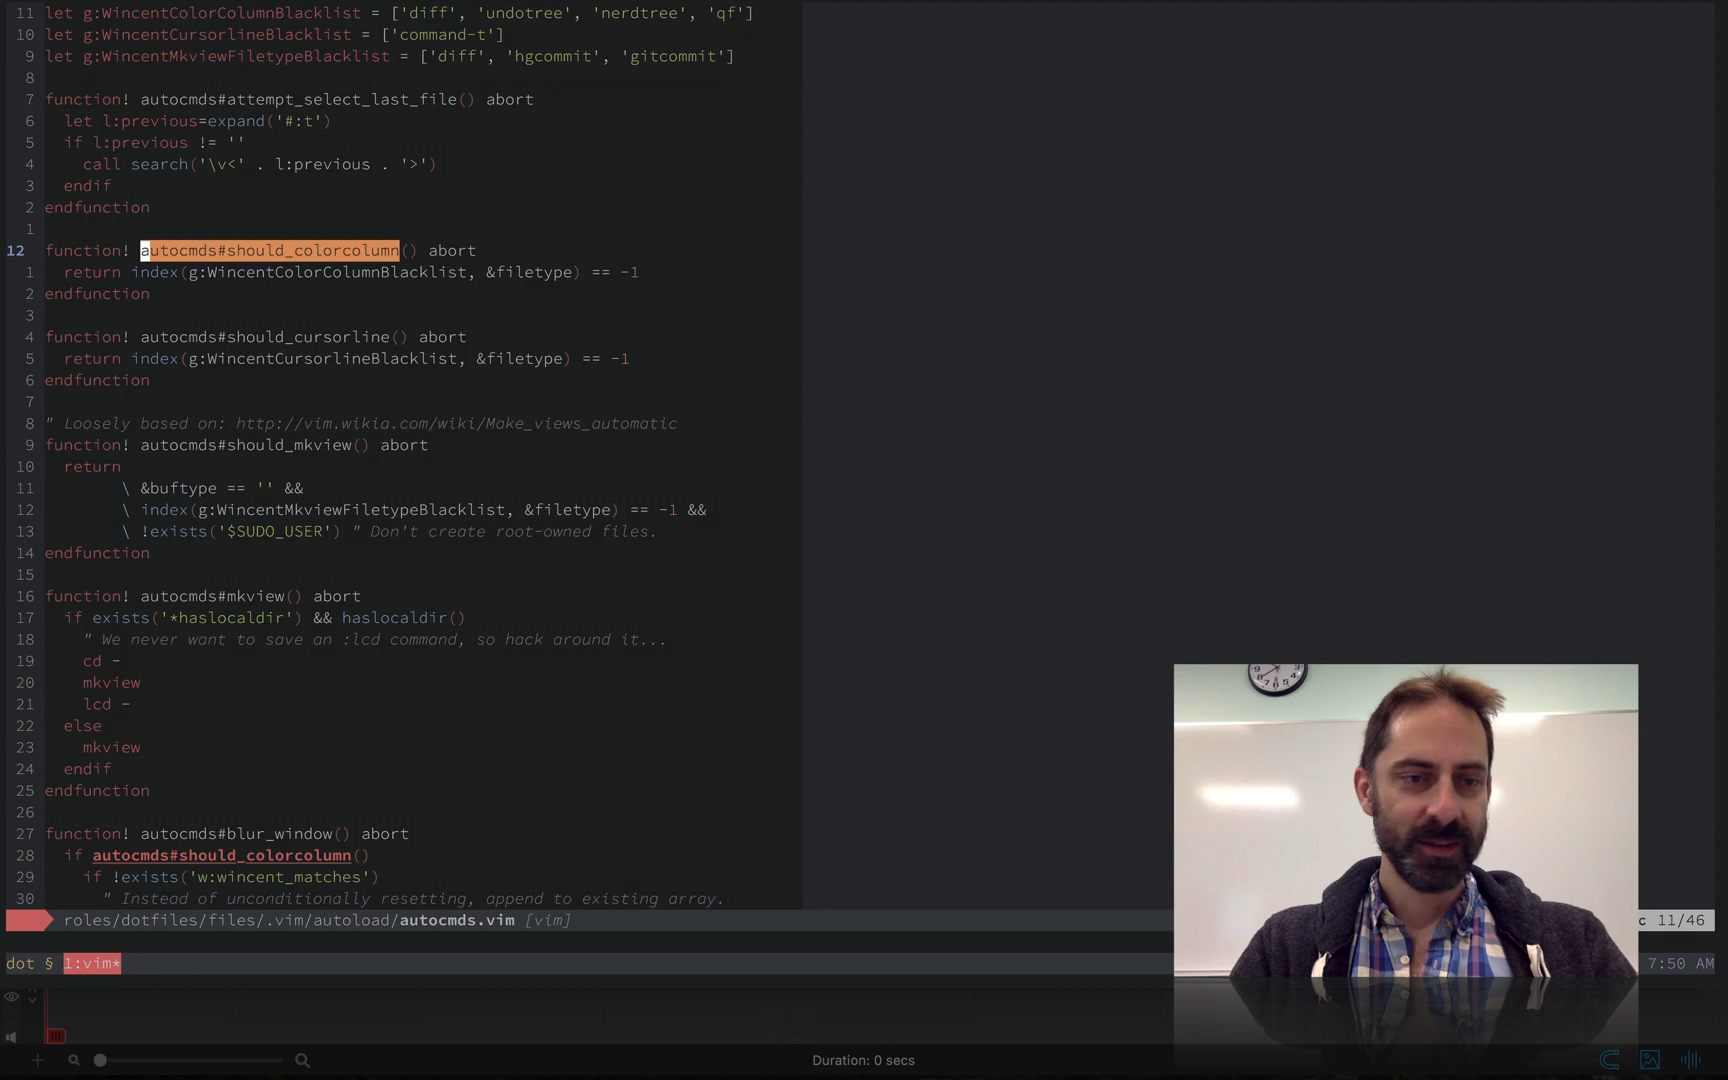 11 let g:WincentColorColumnBlacklist = ['diff', 'undotree', 'nerdtree', 'qf']
10 let g:WincentCursorlineBlacklist = ['command-t']
9 let g:WincentMkviewFiletypeBlacklist = ['diff', 'hgcommit', 'gitcommit']
8
7 function! autocmds#attempt_select_last_file() abort
6 let l:previous=expand('#:t')
5 if l:previous != ''
4 call search('\v<' . l:previous . '>')
3 endif
2 endfunction
1
12 function! autocmds#should_colorcolumn() abort
1 return index(g:WincentColorColumnBlacklist, &filetype) == -1
2 endfunction
3
4 function! autocmds#should_cursorline() abort
5 return index(g:WincentCursorlineBlacklist, &filetype) == -1
6 endfunction
7
8 " Loosely based on: http://vim.wikia.com/wiki/Make_views_automatic
9 function! autocmds#should_mkview() abort
10 return
11 \ &buftype == '' &&
12 \ index(g:WincentMkviewFiletypeBlacklist, &filetype) == -1 &&
13 \ !exists('$SUDO_USER') " Don't create root-owned files.
14 endfunction
15
16 function! autocmds#mkview() abort
17 if exists('*haslocaldir') && haslocaldir()
18 " We never want to save an :lcd command, so hack around it...
19 cd -
20 mkview
21 lcd -
22 else
23 mkview
24 endif
25 endfunction
26
27 function! autocmds#blur_window() abort
28 if autocmds#should_colorcolumn()
29 if !exists('w:wincent_matches')
30 " Instead of unconditionally resetting, append to existing array.
roles/dotfiles/files/.vim/autoload/autocmds.vim [vim] c 11/46
dot § 1:vim* 7:50 AM
Duration: 0 secs